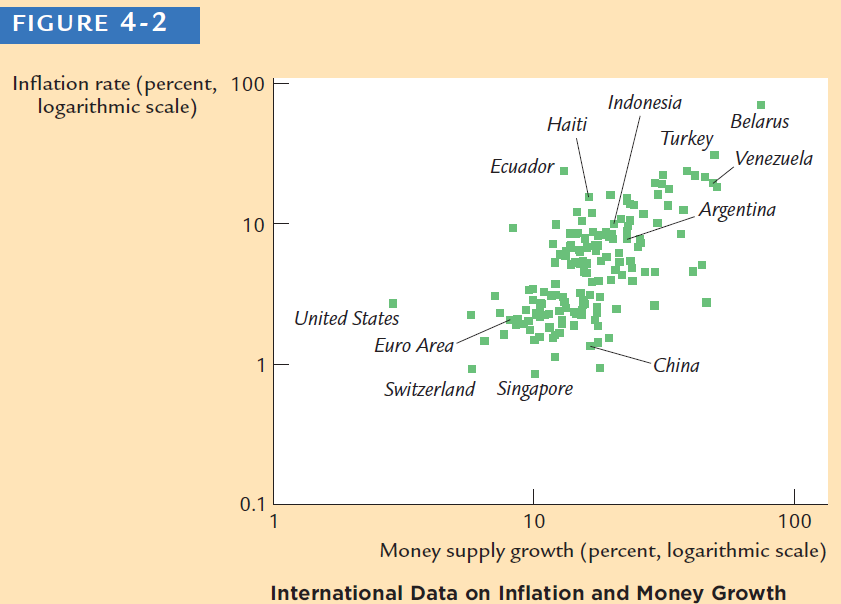 FIGURE 4-2
Inflation rate (percent,
logarithmic scale)
100
Indonesia
Haiti
Belarus
Turkey
Ecuador
Venezuela
Argentina
10
United States
Euro Area
1
China
Switzerland
Singapore
0.1
1
10
100
Money supply growth (percent, logarithmic scale)
International Data on Inflation and Money Growth